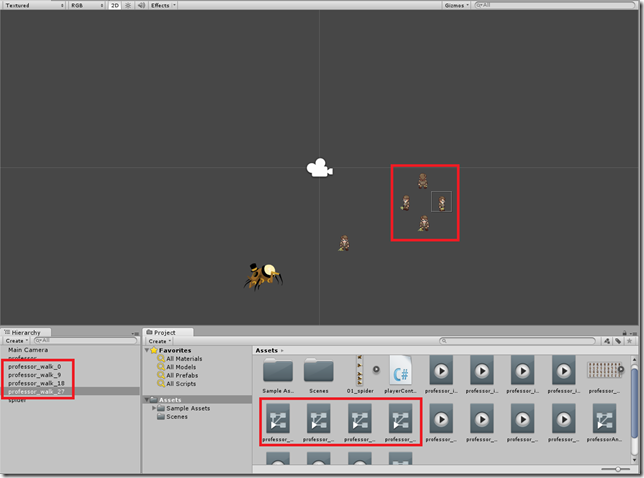 Textured RGB 2D Effects Gizmos All
Hierarchy
Create All
Main Camera
professor
professor_walk_0
professor_walk_9
professor_walk_18
professor_walk_27
spider
Project
Create
Favorites
All Materials
All Models
All Prefabs
All Scripts
Assets
Sample Assets
Scenes
Assets
Sample As... Scenes 01_spider playerCont... professor_i... professor_i... professor_i... professor_i... professor_...
C#
professor_... professor_... professor_... professor_... professor_... professor_... professor_... professor_... professorAn...